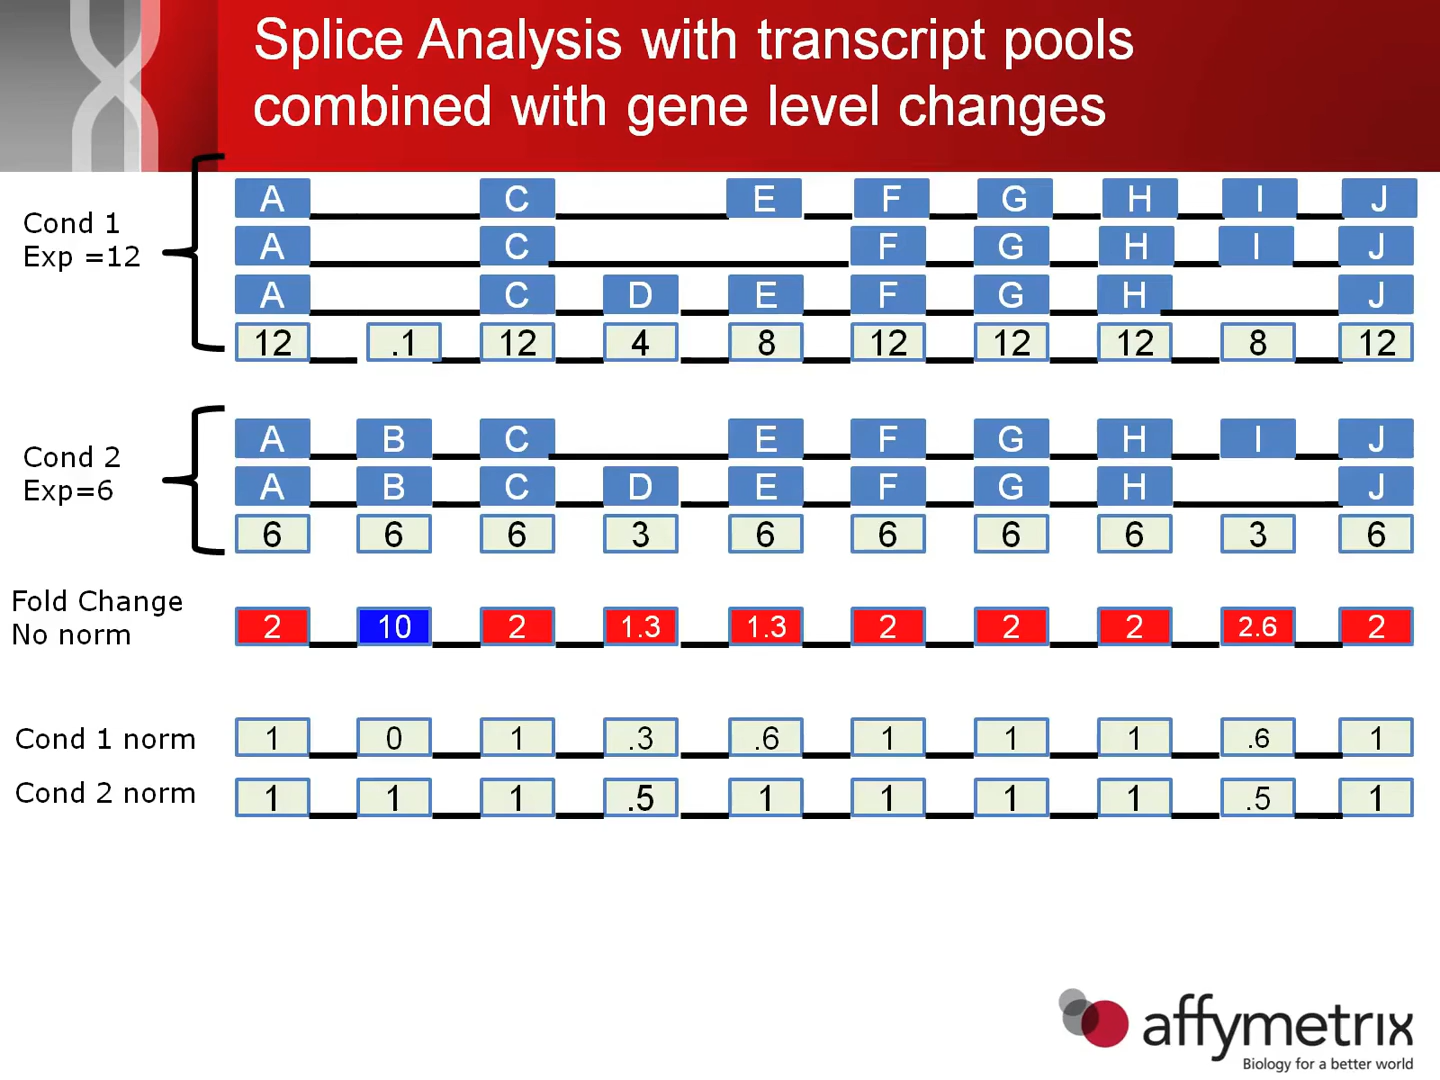 Splice Analysis with transcript pools
combined with gene level changes
Cond 1
Exp =12
A C E F G H I J
A C F G H I J
A C D E F G H J
12 .1 12 4 8 12 12 12 8 12
Cond 2
Exp=6
A B C E F G H I J
A B C D E F G H J
6 6 6 3 6 6 6 6 3 6
Fold Change
No norm
2 10 2 1.3 1.3 2 2 2 2.6 2
Cond 1 norm
1 0 1 .3 .6 1 1 1 .6 1
Cond 2 norm
1 1 1 .5 1 1 1 1 .5 1
affymetrix
Biology for a better world